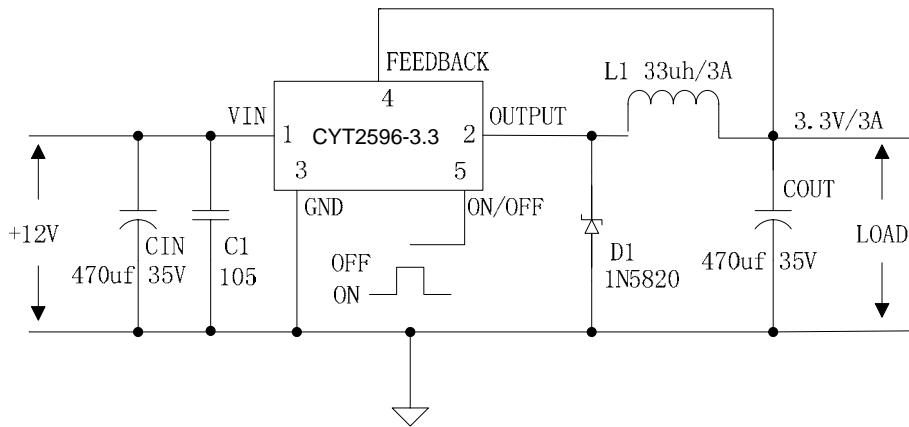 FEEDBACK
L1 33uh/3A
4
VIN
OUTPUT
3.3V/3A
1
CYT2596-3.3
2
3
5
GND
ON/OFF
COUT
+12V
CIN
C1
OFF
D1
LOAD
470uf 35V
105
ON
1N5820
470uf 35V